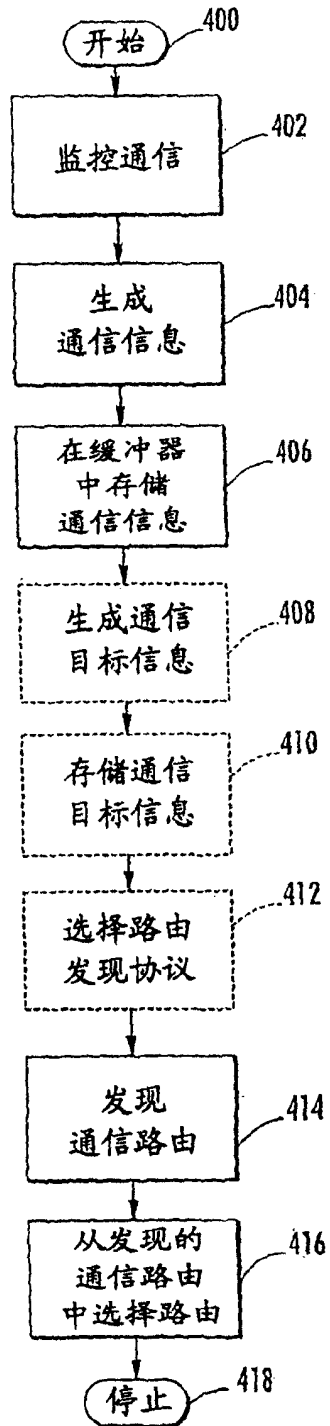 开始
400
监控通信
402
生成
通信信息
404
在缓冲器
中存储
通信信息
406
生成通信
目标信息
408
存储通信
目标信息
410
选择路由
发现协议
412
发现
通信路由
414
从发现的
通信路由
中选择路由
416
停止
418